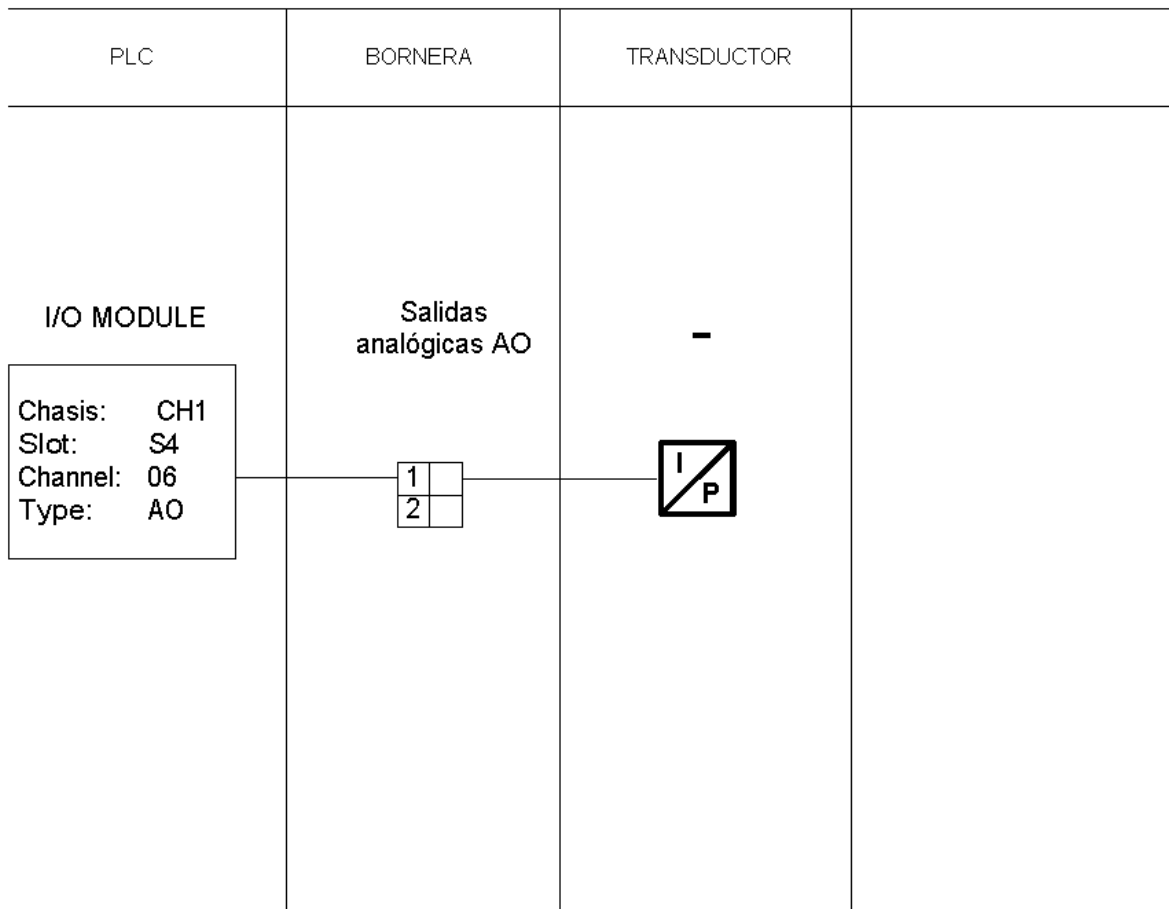 PLC
BORNERA
TRANSDUCTOR
I/O MODULE
Salidas
analógicas AO
-
Chasis: CH1
Slot: S4
Channel: 06
Type: AO
1
2
I
P